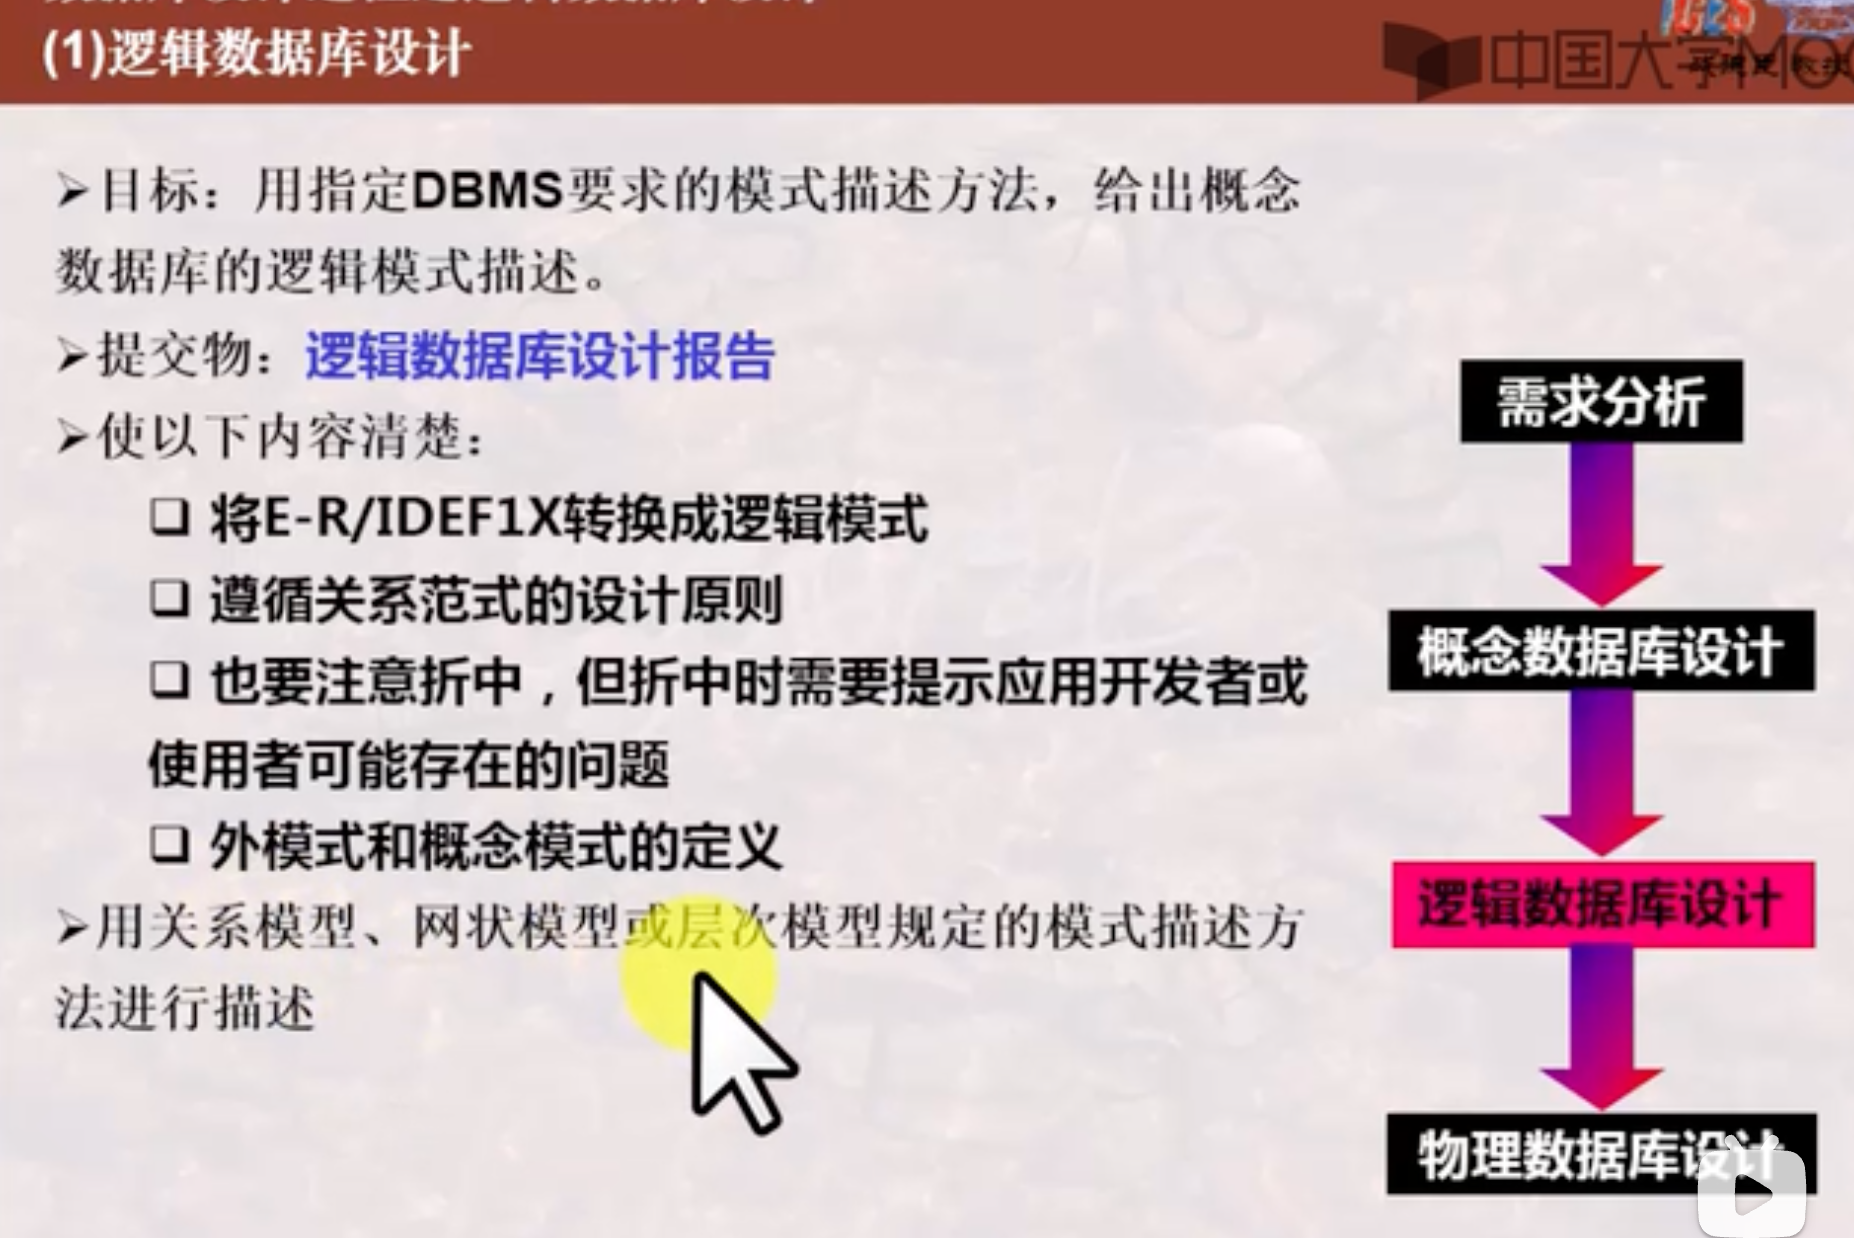 (1)逻辑数据库设计
中国大学MOO
➢目标：用指定DBMS要求的模式描述方法，给出概念
数据库的逻辑模式描述。
➢提交物：逻辑数据库设计报告
➢使以下内容清楚：
❑ 将E-R/IDEF1X转换成逻辑模式
❑ 遵循关系范式的设计原则
❑ 也要注意折中，但折中时需要提示应用开发者或
使用者可能存在的问题
❑ 外模式和概念模式的定义
➢用关系模型、网状模型或层次模型规定的模式描述方
法进行描述
需求分析
概念数据库设计
逻辑数据库设计
物理数据库设计